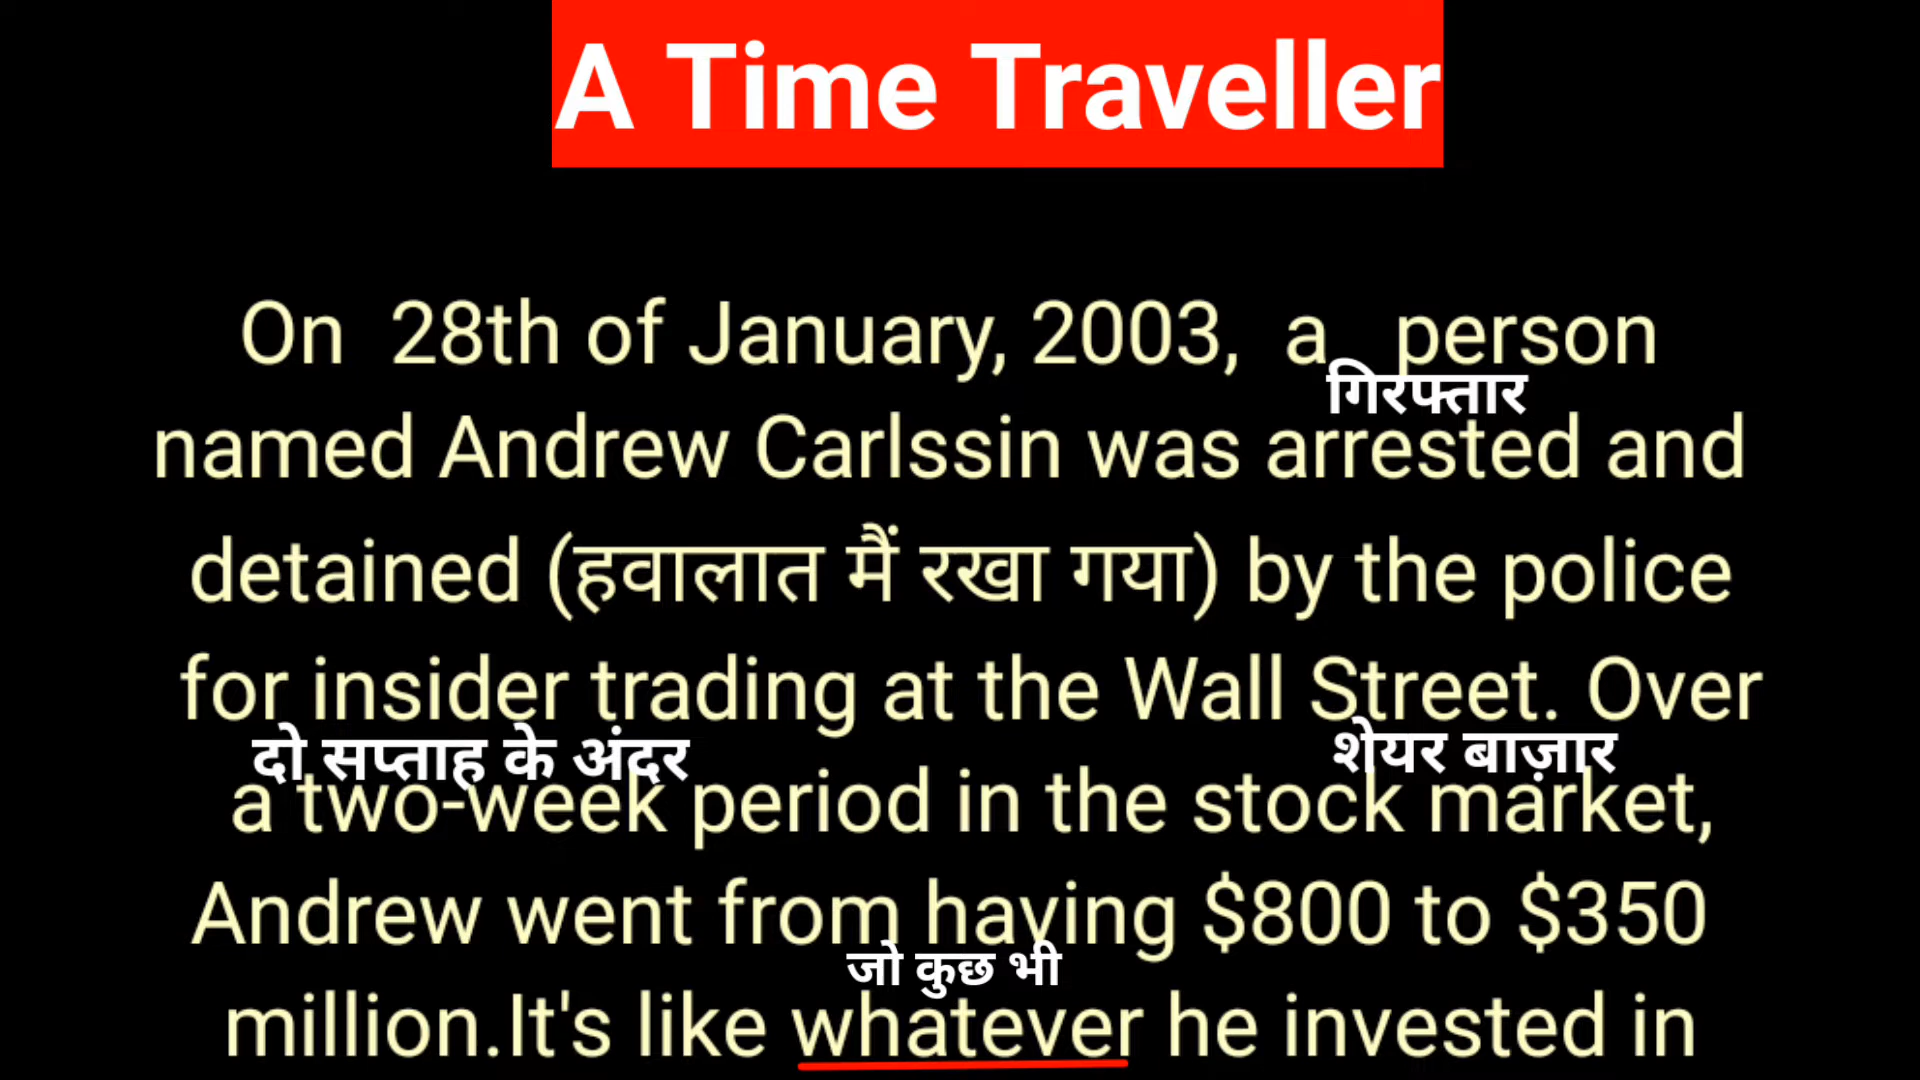 A Time Traveller
On 28th of January, 2003, a person
गिरफ्तार
named Andrew Carlssin was arrested and
detained (हवालात मैं रखा गया) by the police
for insider trading at the Wall Street. Over
दो सप्ताह के अंदर शेयर बाज़ार
a two-week period in the stock market,
Andrew went from having $800 to $350
जो कुछ भी
million.It's like whatever he invested in